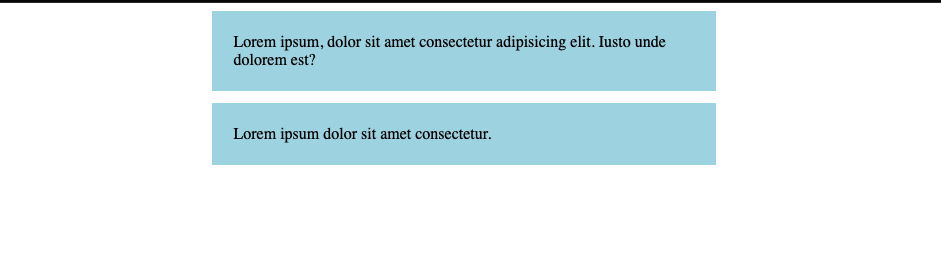 Lorem ipsum, dolor sit amet consectetur adipisicing elit. Iusto unde
dolorem est?
Lorem ipsum dolor sit amet consectetur.